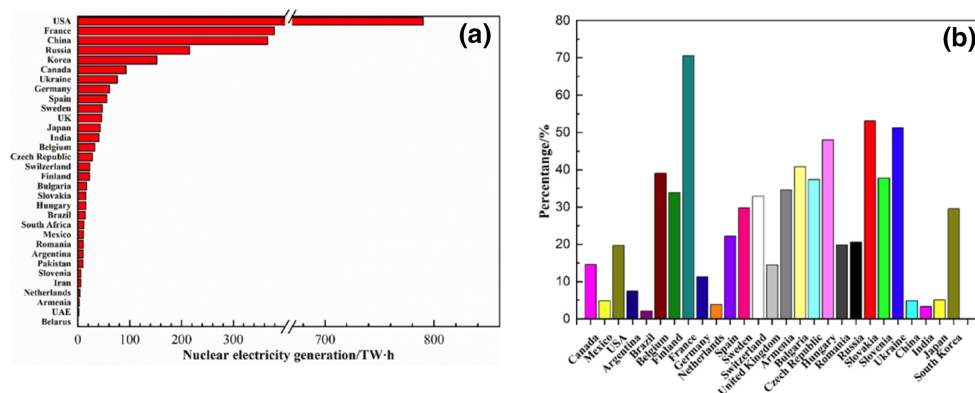 (a)
USA
France
China
Russia
Korea
Canada
Ukraine
Germany
Spain
Sweden
UK
Japan
India
Belgium
Czech Republic
Swilzerland
Finland
Bulgaria
Slovakia
Hungary
Brazil
South Africa
Mexico
Romania
Argentina
Pakistan
Slovenia
Iran
Netherlands
Armenia
UAE
Belarus
0 100 200 300 700 800
Nuclear electricity generation/TW·h
(b)
80
70
60
50
40
30
20
10
0
Percentange/%
Canada
Mexico
USA
Argentina
Brazil
Belgium
Finland
France
Germany
Netherlands
Spain
Sweden
Switzerland
United Kingdom
Armenia
Bulgaria
Czech Republic
Hungary
Romania
Russia
Slovakia
Slovenia
Ukraine
China
India
Japan
South Korea